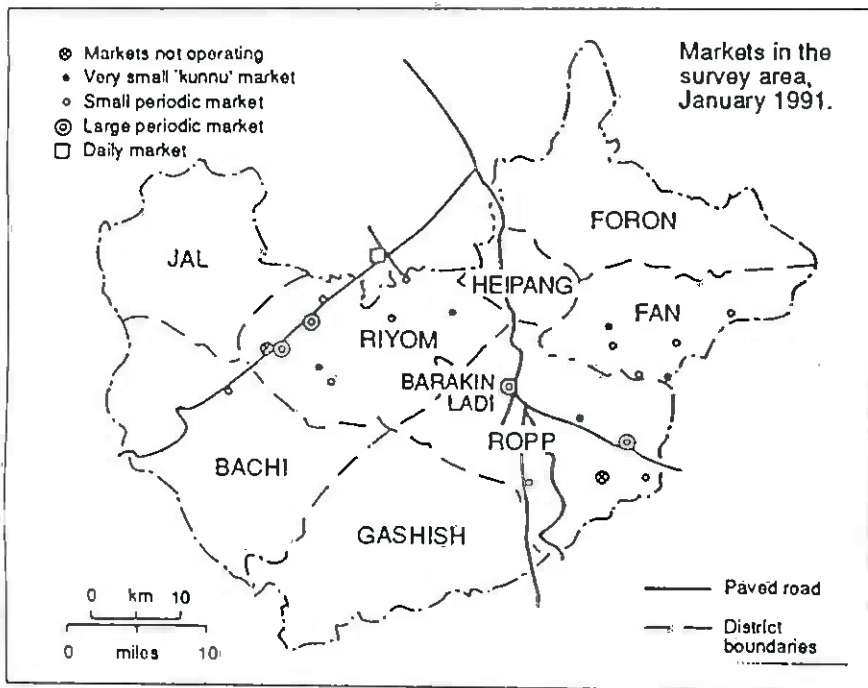 Markets not operating
Very small 'kunnu' market
Small periodic market
Large periodic market
Daily market
Markets in the
survey area,
January 1991.
JAL
FORON
HEIPANG
FAN
RIYOM
BARAKIN
LADI
ROPP
BACHI
GASHISH
0 km 10
0 miles 10
Paved road
District
boundaries